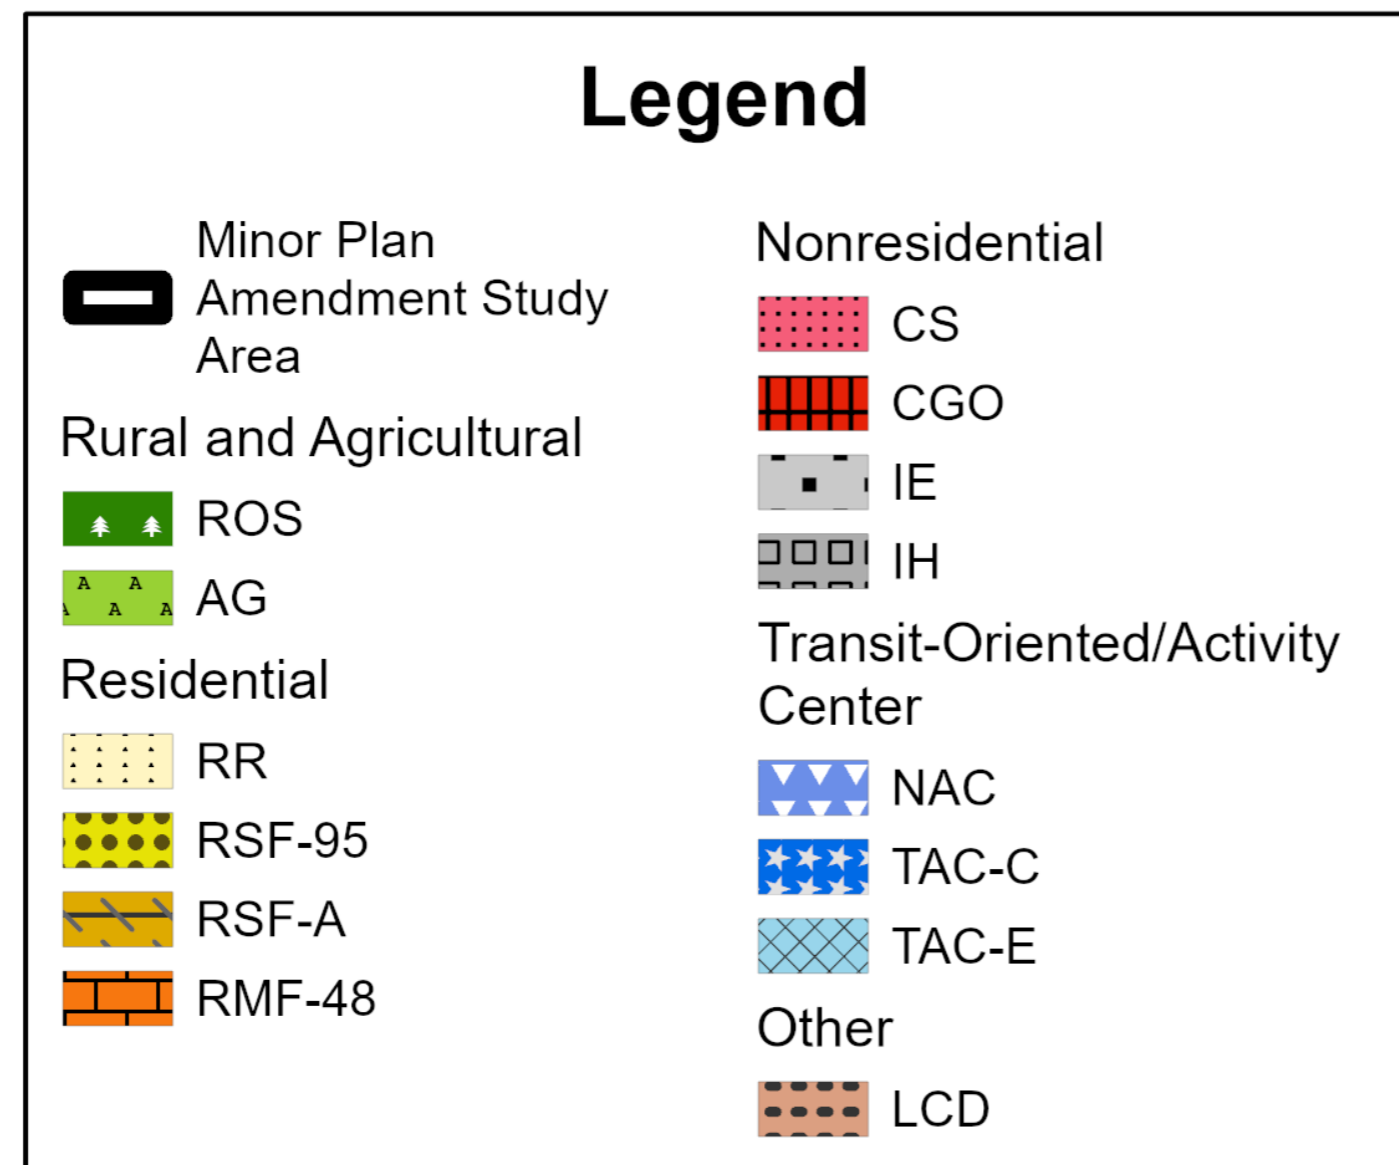 Legend
Minor Plan
Amendment Study
Area
Rural and Agricultural
ROS
AG
Residential
RR
RSF-95
RSF-A
RMF-48
Nonresidential
CS
CGO
IE
IH
Transit-Oriented/Activity
Center
NAC
TAC-C
TAC-E
Other
LCD